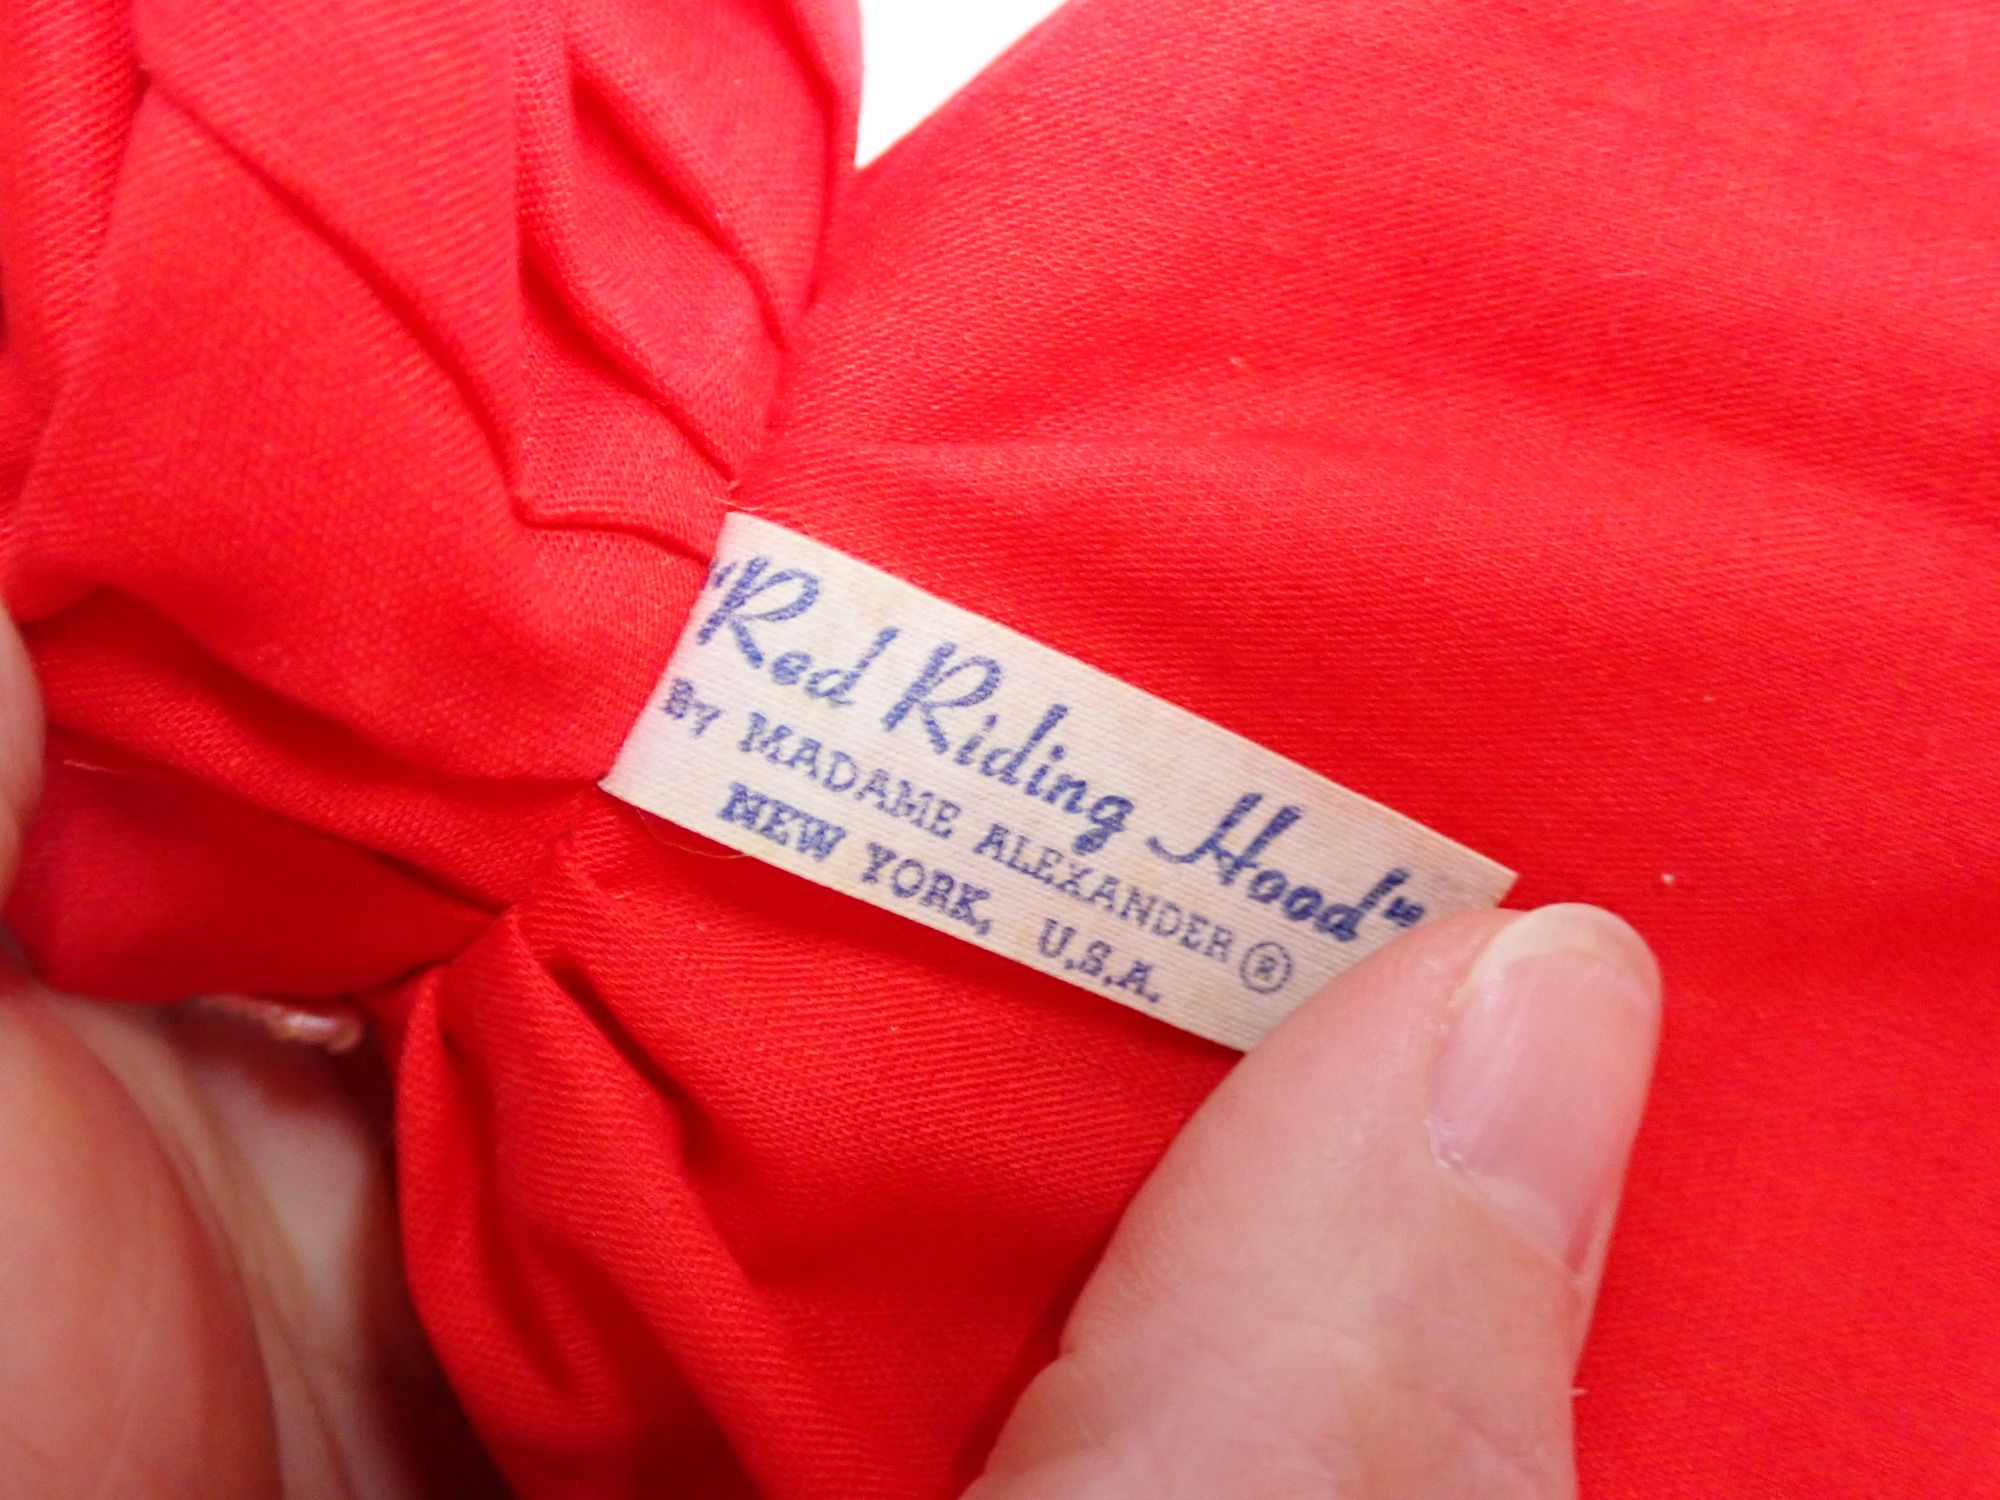 "Red Riding Hood"
By MADAME ALEXANDER ®
NEW YORK, U.S.A.